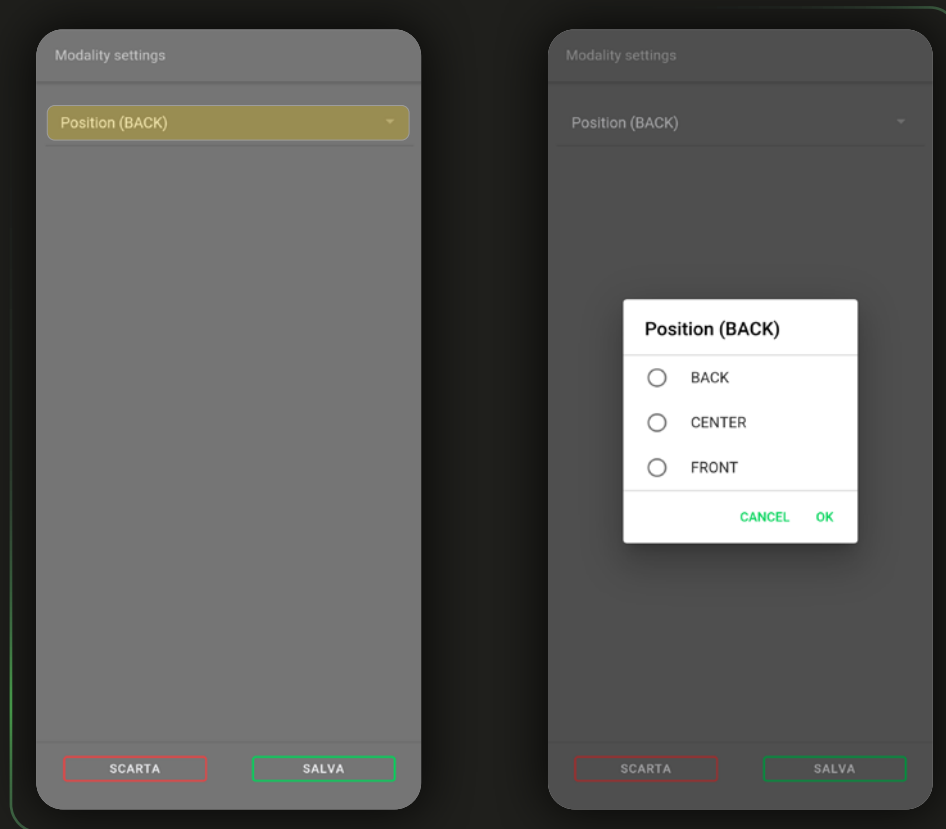 Modality settings
Position (BACK)
SCARTA
SALVA
Modality settings
Position (BACK)
Position (BACK)
BACK
CENTER
FRONT
CANCEL
OK
SCARTA
SALVA